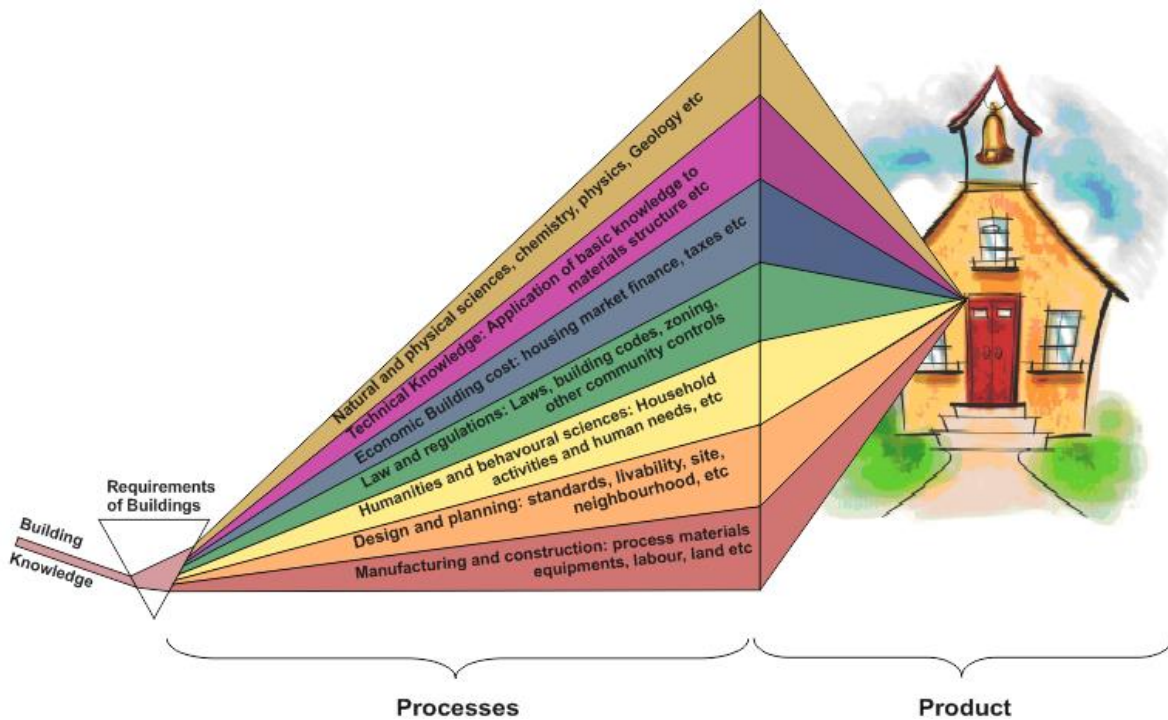 Natural and physical sciences, chemistry, physics, Geology etc
Technical Knowledge: Application of basic knowledge to
materials structure etc
Economic Building cost: housing market finance, taxes etc
Law and regulations: Laws, building codes, zoning,
other community controls
Humanities and behavoural sciences: Household
activities and human needs, etc
Design and planning: standards, livability, site,
neighbourhood, etc
Manufacturing and construction: process materials
equipments, labour, land etc
Requirements
of Buildings
Building
Knowledge
Processes
Product